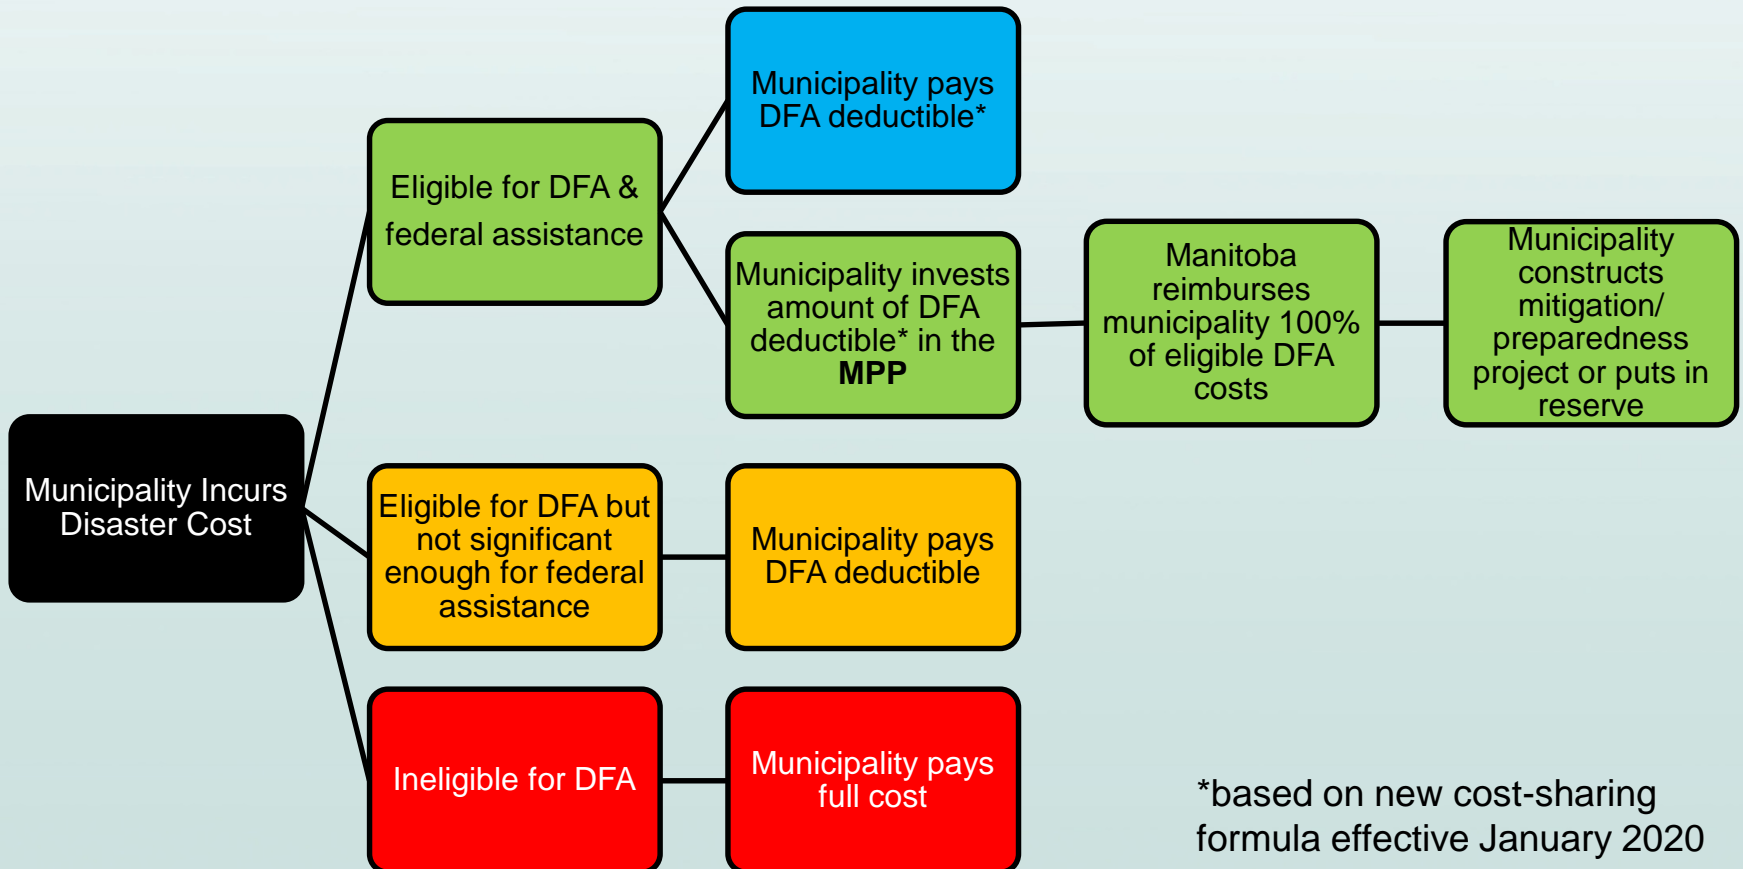 Municipality Incurs
Disaster Cost
Eligible for DFA &
federal assistance
Municipality pays
DFA deductible*
Municipality invests
amount of DFA
deductible* in the
MPP
Manitoba
reimburses
municipality 100%
of eligible DFA
costs
Municipality
constructs
mitigation/
preparedness
project or puts in
reserve
Eligible for DFA but
not significant
enough for federal
assistance
Municipality pays
DFA deductible
Ineligible for DFA
Municipality pays
full cost
*based on new cost-sharing
formula effective January 2020